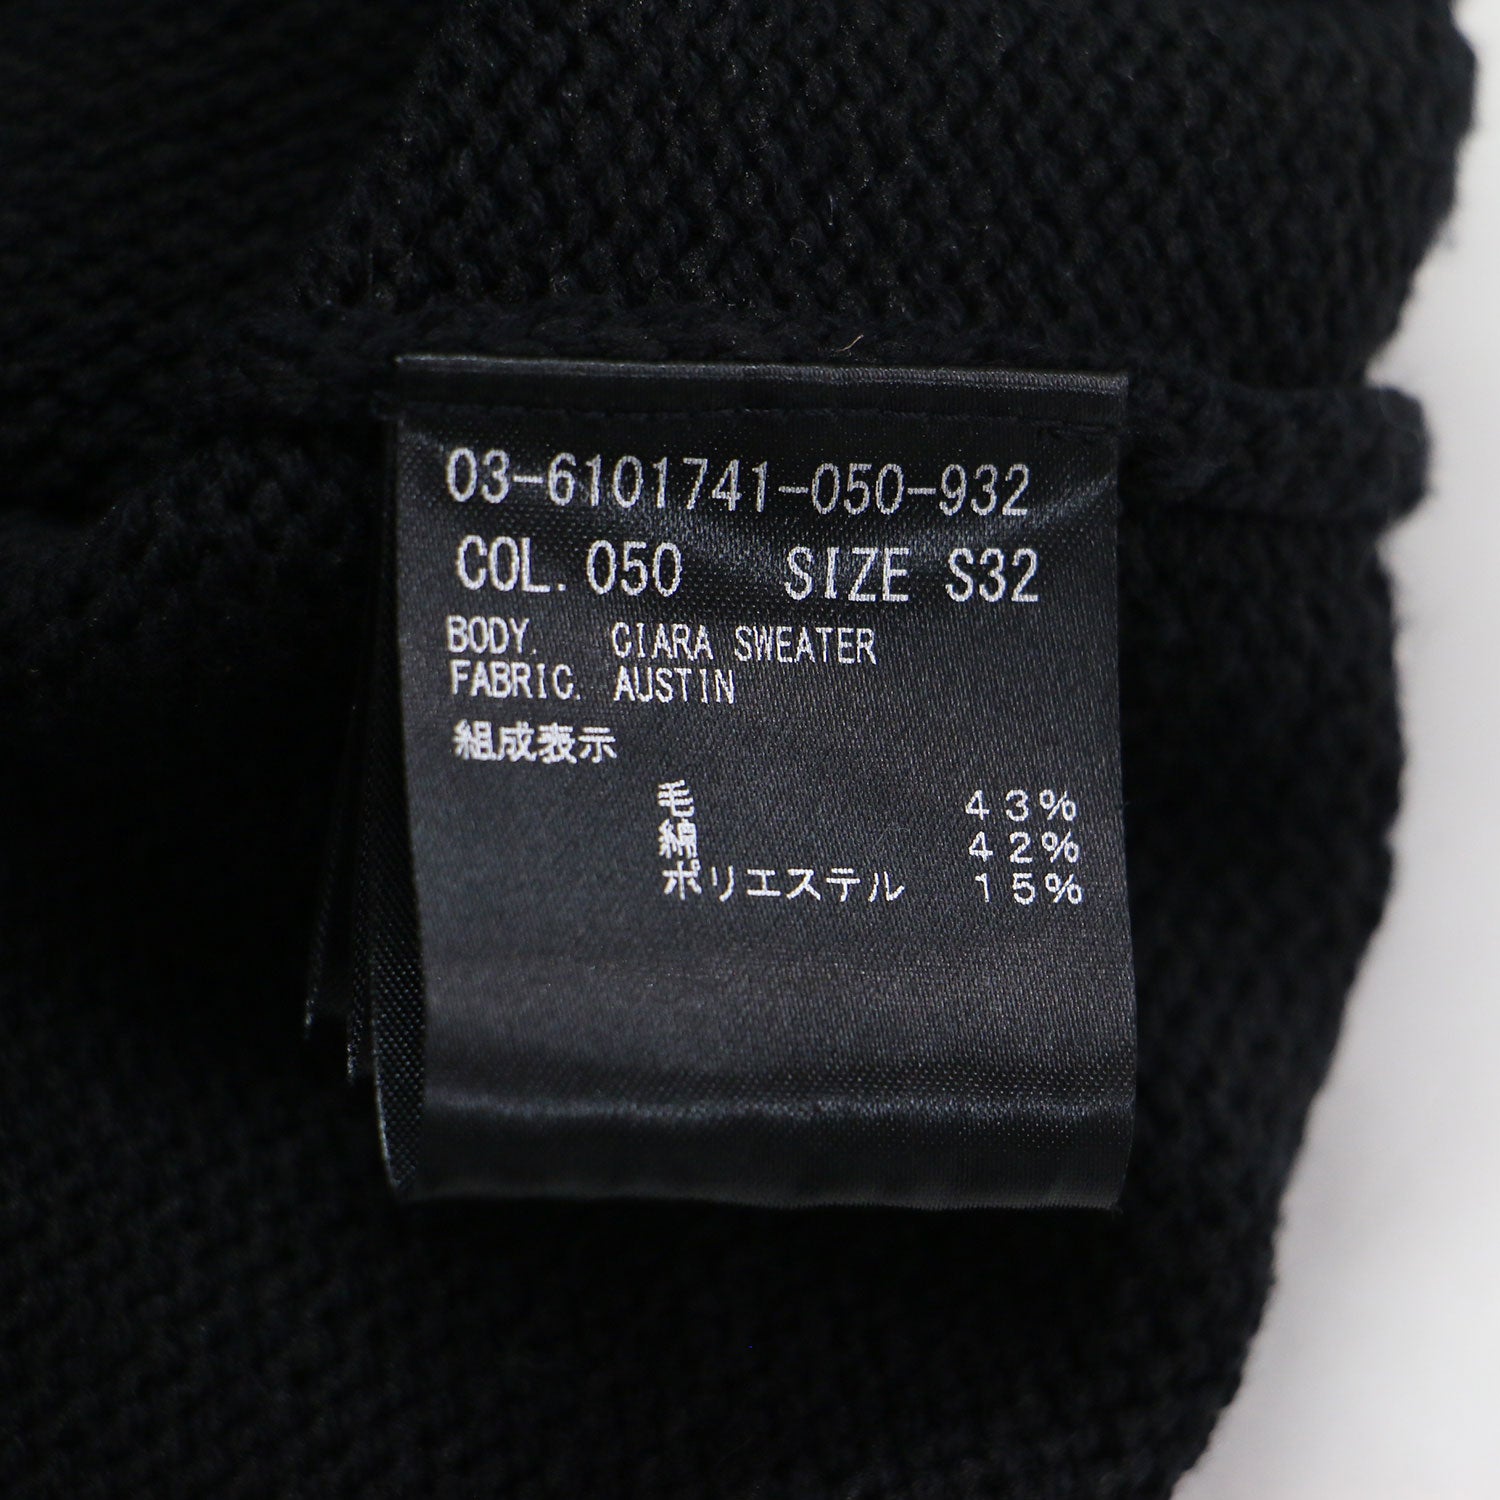 03-6101741-050-932
COL. 050 SIZE S32
BODY. CIARA SWEATER
FABRIC. AUSTIN
組成表示
毛 43%
綿 42%
ポリエステル 15%